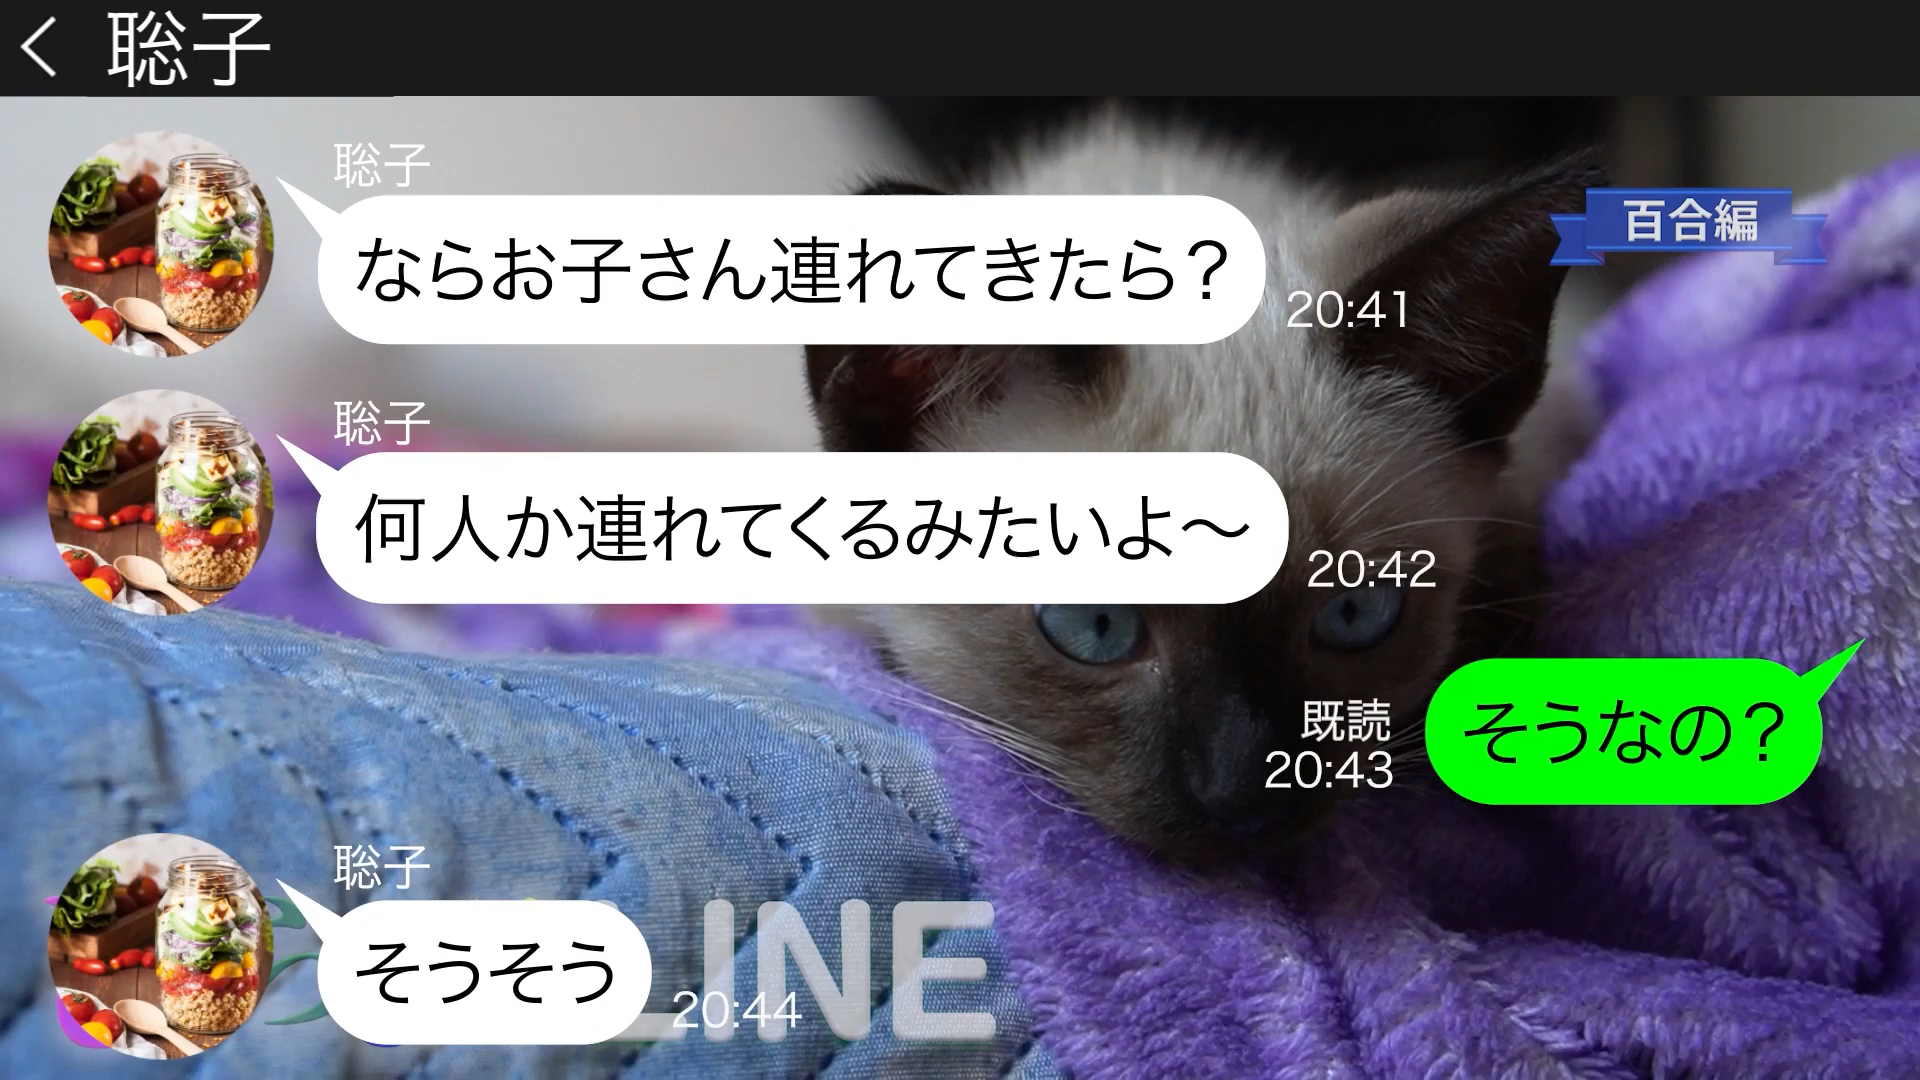 聡子
聡子
ならお子さん連れてきたら？
20:41
百合編
聡子
何人か連れてくるみたいよ～
20:42
そうなの？
既読
20:43
聡子
そうそう
20:44
LINE